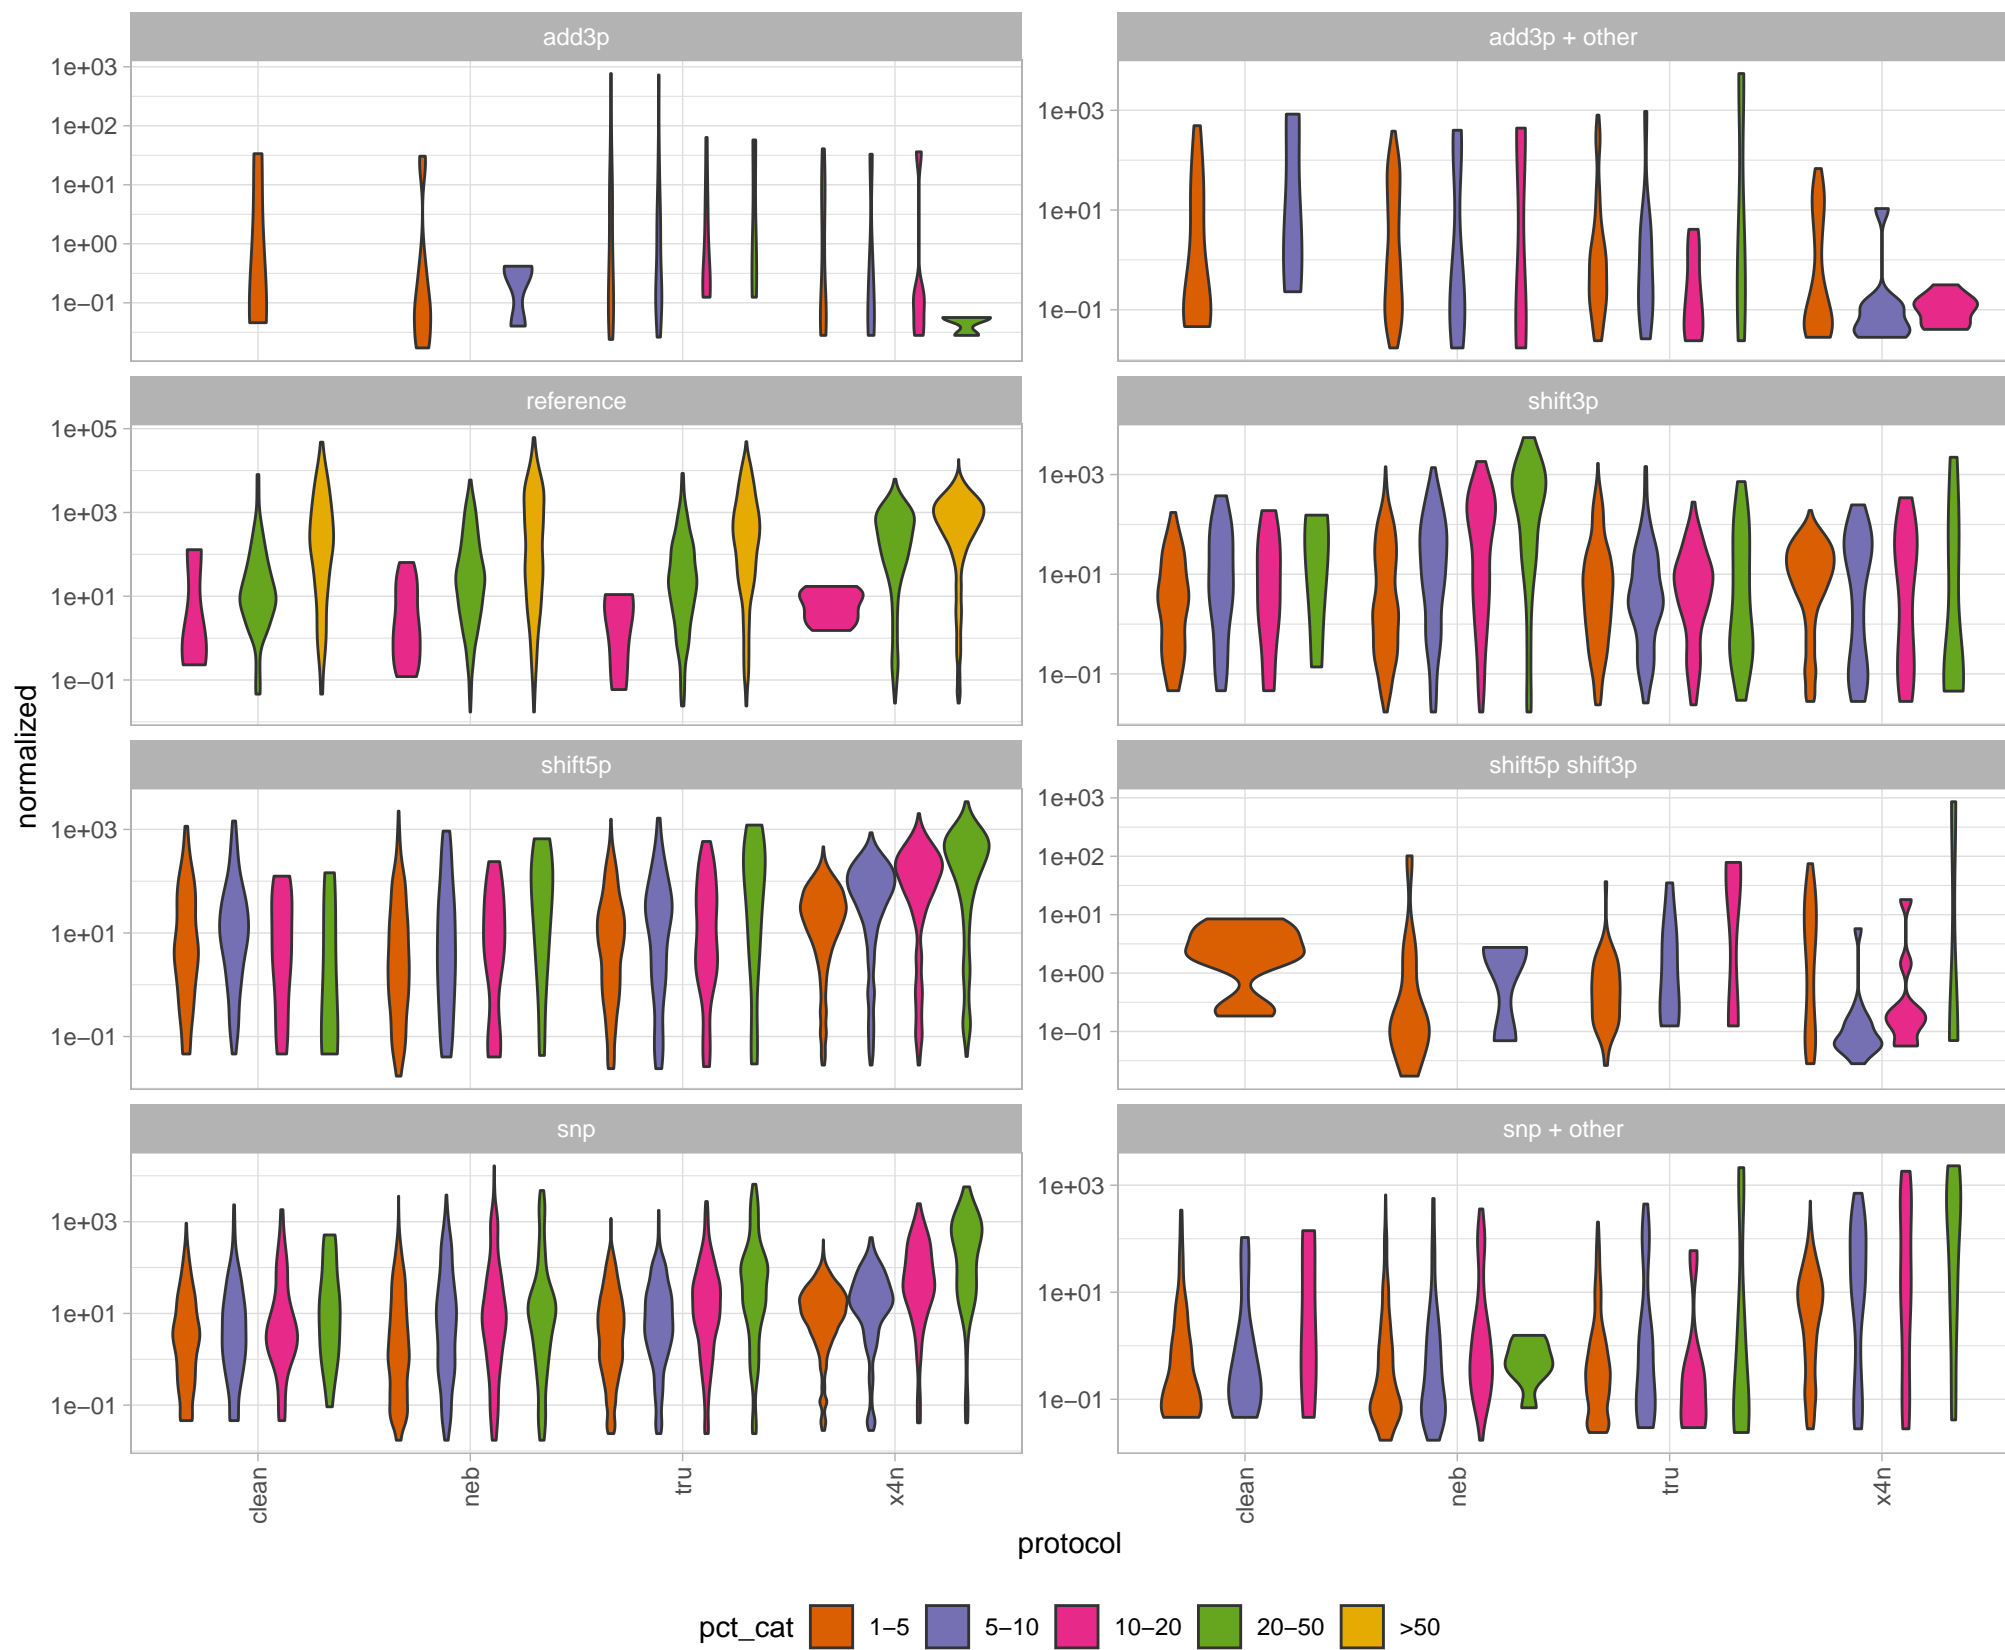 add3p
add3p + other
1e+03
1e+02
1e+01
1e+00
1e−01
1e+03
1e+01
1e−01
reference
shift3p
1e+05
1e+03
1e+01
1e−01
1e+03
1e+01
1e−01
normalized
shift5p
shift5p shift3p
1e+03
1e+01
1e−01
1e+03
1e+02
1e+01
1e+00
1e−01
snp
snp + other
1e+03
1e+01
1e−01
1e+03
1e+01
1e−01
clean
neb
tru
x4n
clean
neb
tru
x4n
protocol
pct_cat 1−5 5−10 10−20 20−50 >50